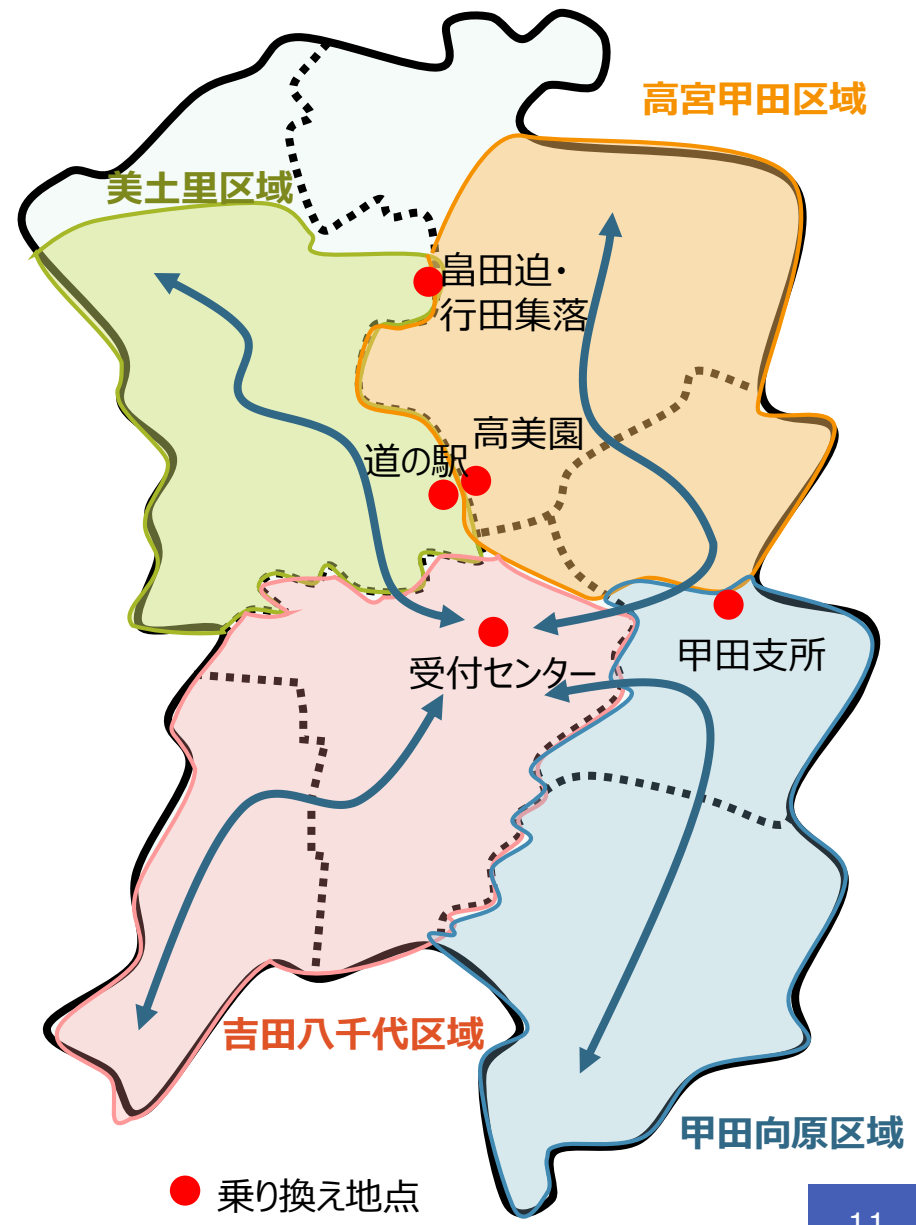 高宮甲田区域
美土里区域
畠田迫・
行田集落
高美園
道の駅
受付センター
甲田支所
吉田八千代区域
甲田向原区域
乗り換え地点
11